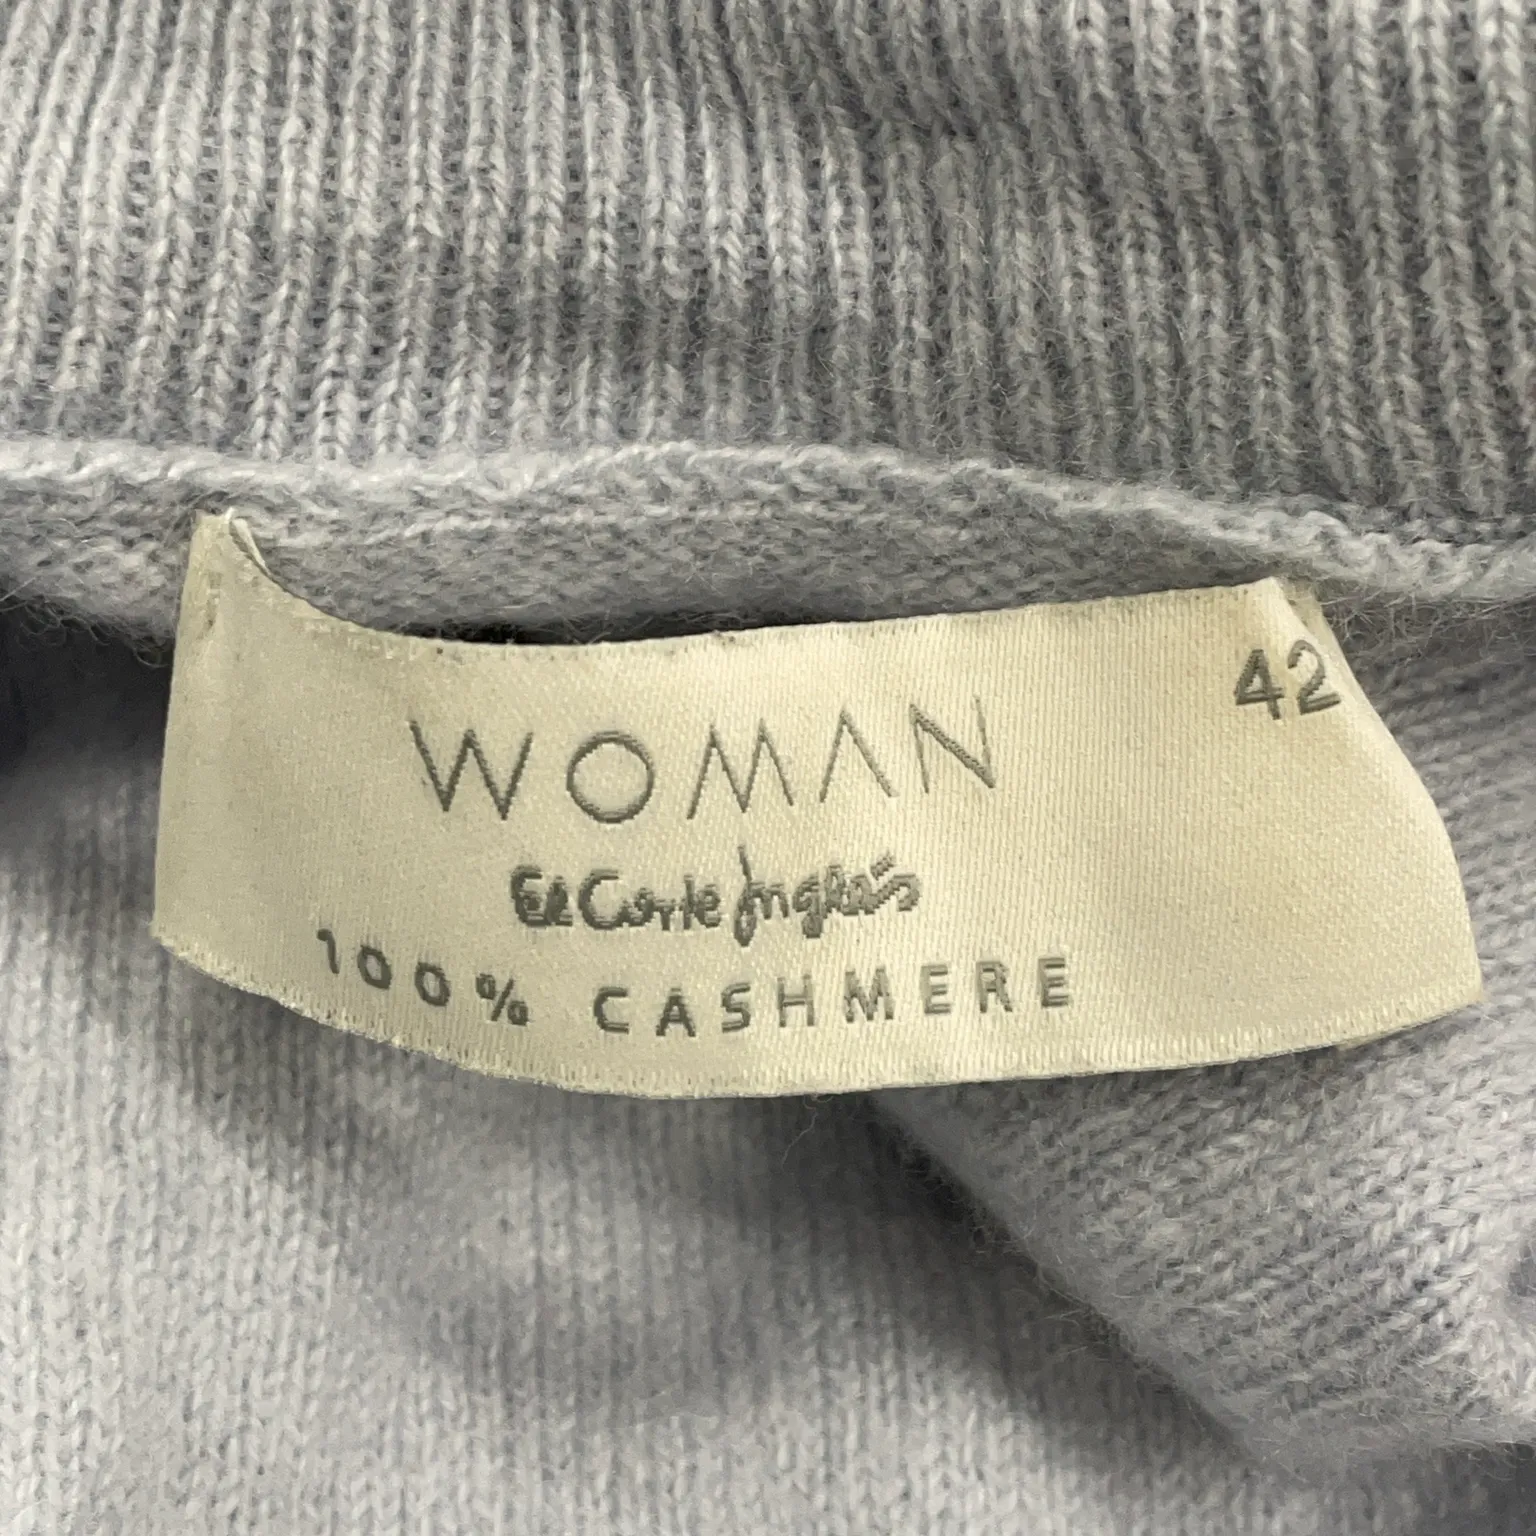 42
WOMAN
El Corte Inglés
100% CASHMERE